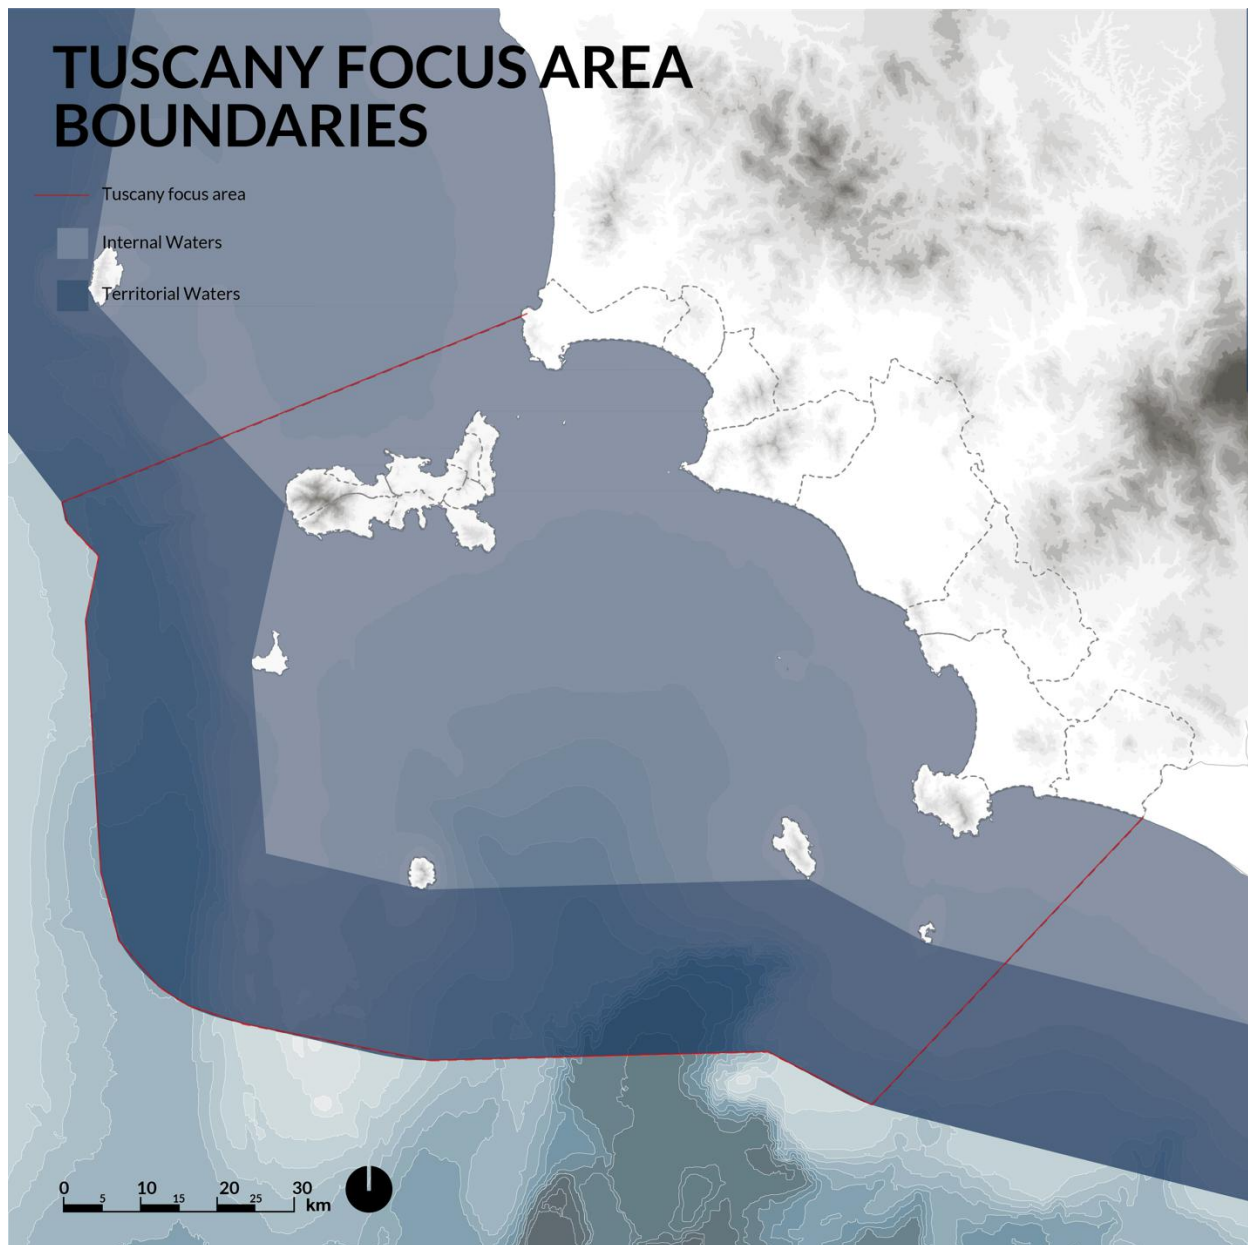 TUSCANY FOCUS AREA
BOUNDARIES
Tuscany focus area
Internal Waters
Territorial Waters
0 5 10 15 20 25 30 km